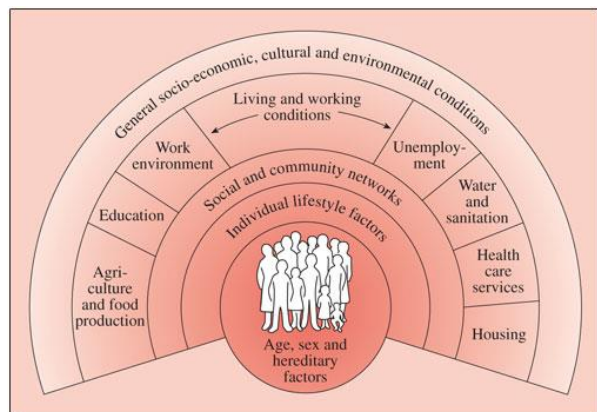 General socio-economic, cultural and environmental conditions
Living and working
conditions
Work
environment
Unemploy-
ment
Education
Water
and
sanitation
Agri-
culture
and food
production
Health
care
services
Housing
Social and community networks
Individual lifestyle factors
Age, sex and
hereditary
factors